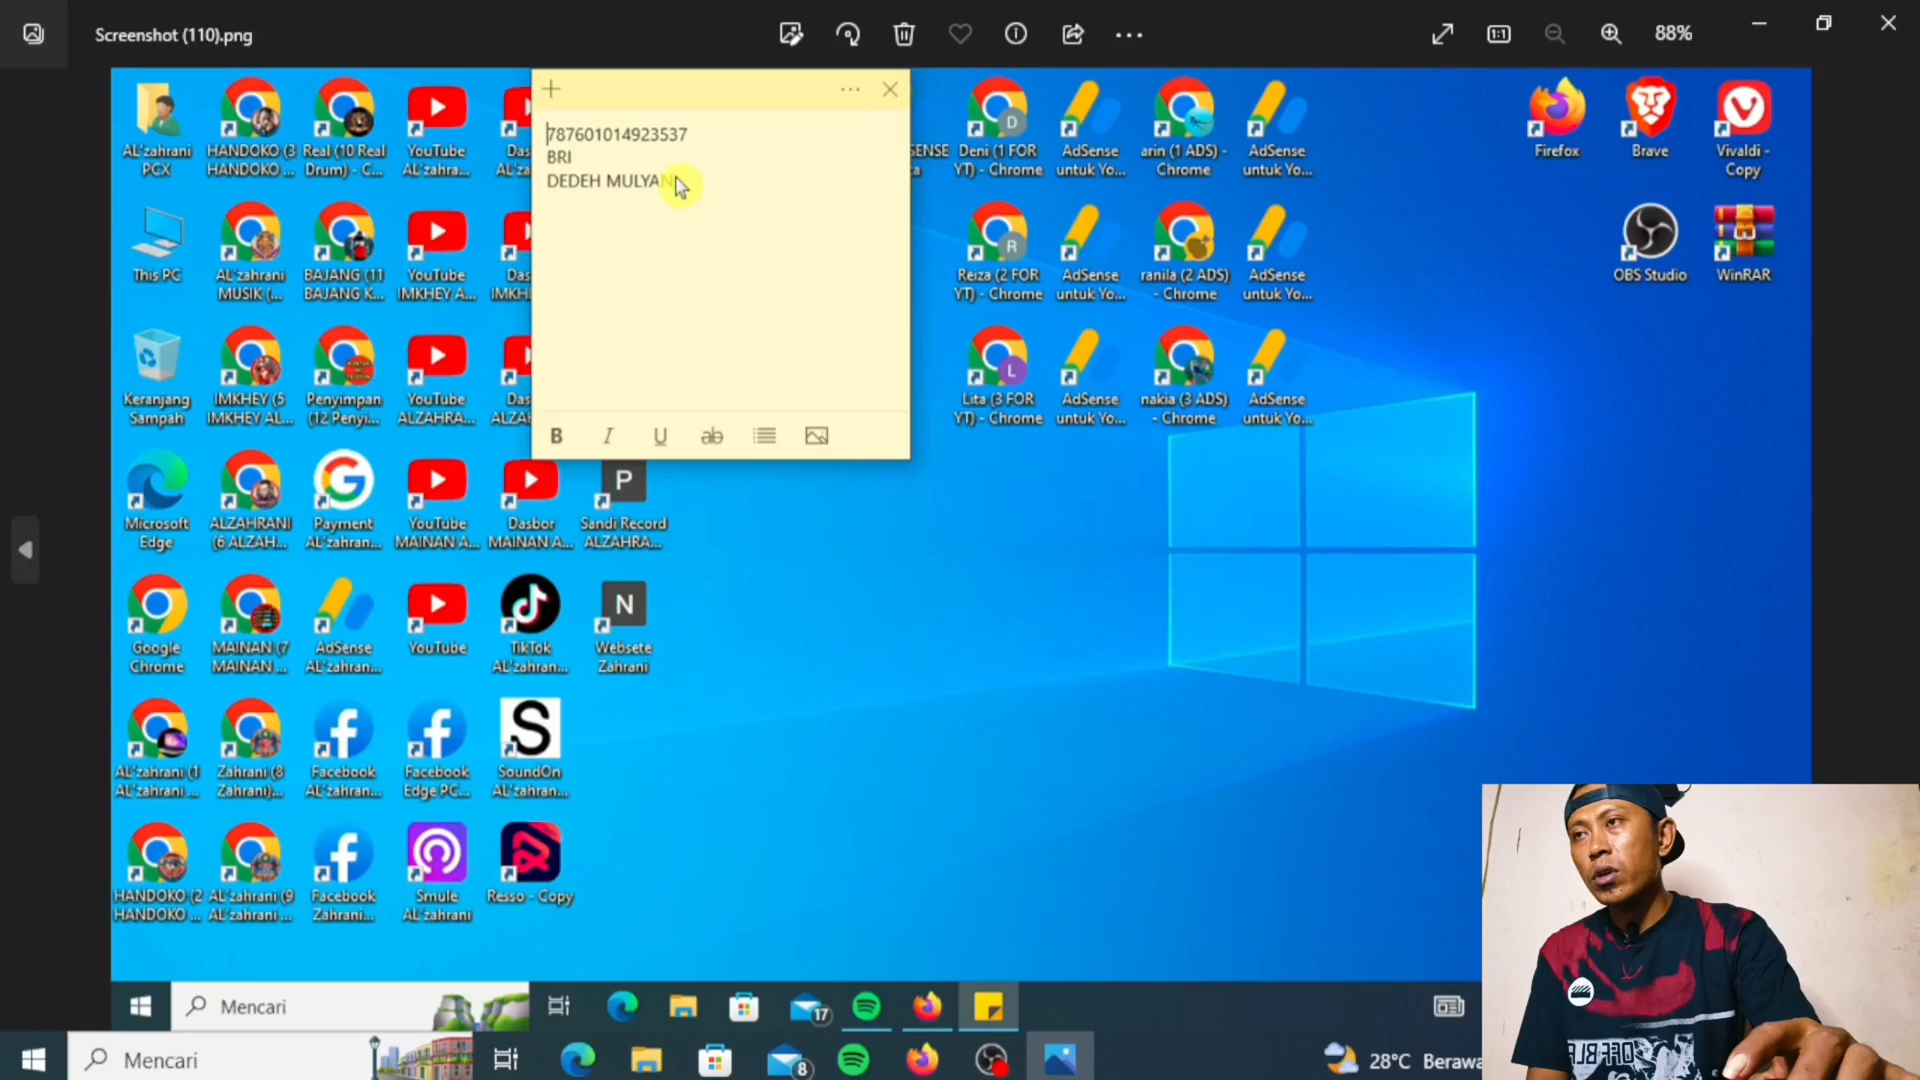 Screenshot (110).png
88%
787601014923537
BRI
DEDEH MULYAN
AL'zahrani PCX
HANDOKO (3 HANDOKO ...
Real (10 Real Drum) - C...
YouTube AL'zahra...
Deni (1 FOR YT) - Chrome
AdSense untuk Yo...
arin (1 ADS) - Chrome
AdSense untuk Yo...
Firefox
Brave
Vivaldi - Copy
This PC
AL'zahrani MUSIK (...
BAJANG (11 BAJANG K...
YouTube IMKHEY A...
Reiza (2 FOR YT) - Chrome
AdSense untuk Yo...
ranila (2 ADS) - Chrome
AdSense untuk Yo...
OBS Studio
WinRAR
Keranjang Sampah
IMKHEY (5 IMKHEY AL...
Penyimpan (12 Penyi...
YouTube ALZAHRA...
Lita (3 FOR YT) - Chrome
AdSense untuk Yo...
nakia (3 ADS) - Chrome
AdSense untuk Yo...
B I U ab
Microsoft Edge
ALZAHRANI (6 ALZAH...
Payment AL'zahran...
YouTube MAINAN A...
Dasbor MAINAN A...
P
Sandi Record ALZAHRA...
Google Chrome
MAINAN (7 MAINAN ...
AdSense AL'zahran...
YouTube
TikTok AL'zahran...
N
Websete Zahrani
AL'zahrani (1 AL'zahrani ...
Zahrani (8 Zahrani)...
Facebook AL'zahran...
Facebook Edge PC...
SoundOn AL'zahran...
HANDOKO (2 HANDOKO ...
AL'zahrani (9 AL'zahrani ...
Facebook Zahrani...
Smule AL'zahrani
Resso - Copy
Mencari
17
Mencari
8
28°C Berawa